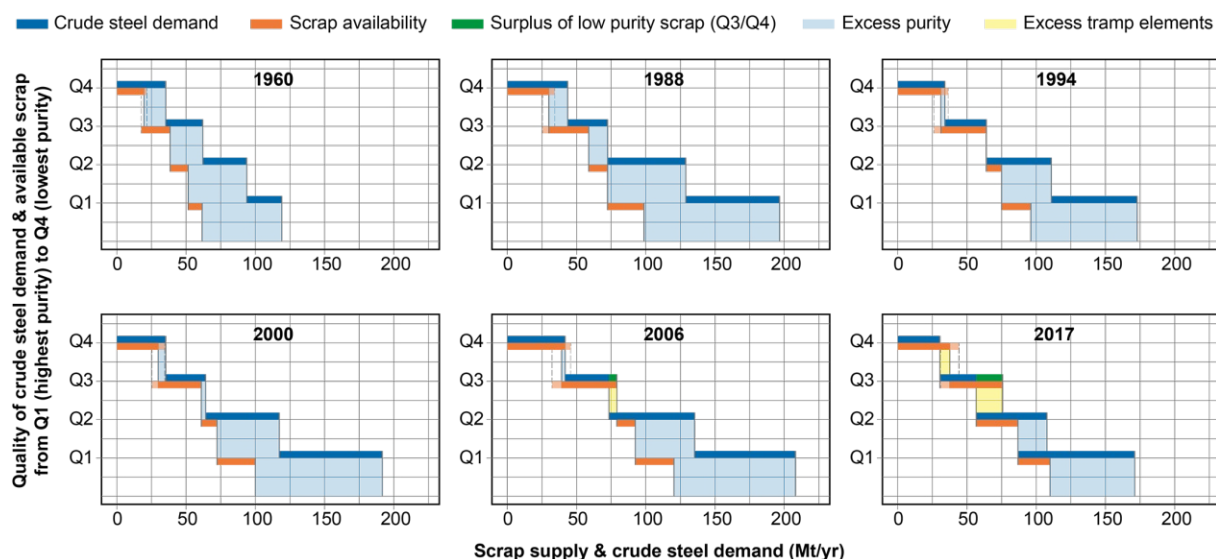 Crude steel demand
Scrap availability
Surplus of low purity scrap (Q3/Q4)
Excess purity
Excess tramp elements
Quality of crude steel demand & available scrap
from Q1 (highest purity) to Q4 (lowest purity)
1960
Q4
Q3
Q2
Q1
0 50 100 150 200
1988
Q4
Q3
Q2
Q1
0 50 100 150 200
1994
Q4
Q3
Q2
Q1
0 50 100 150 200
2000
Q4
Q3
Q2
Q1
0 50 100 150 200
2006
Q4
Q3
Q2
Q1
0 50 100 150 200
2017
Q4
Q3
Q2
Q1
0 50 100 150 200
Scrap supply & crude steel demand (Mt/yr)